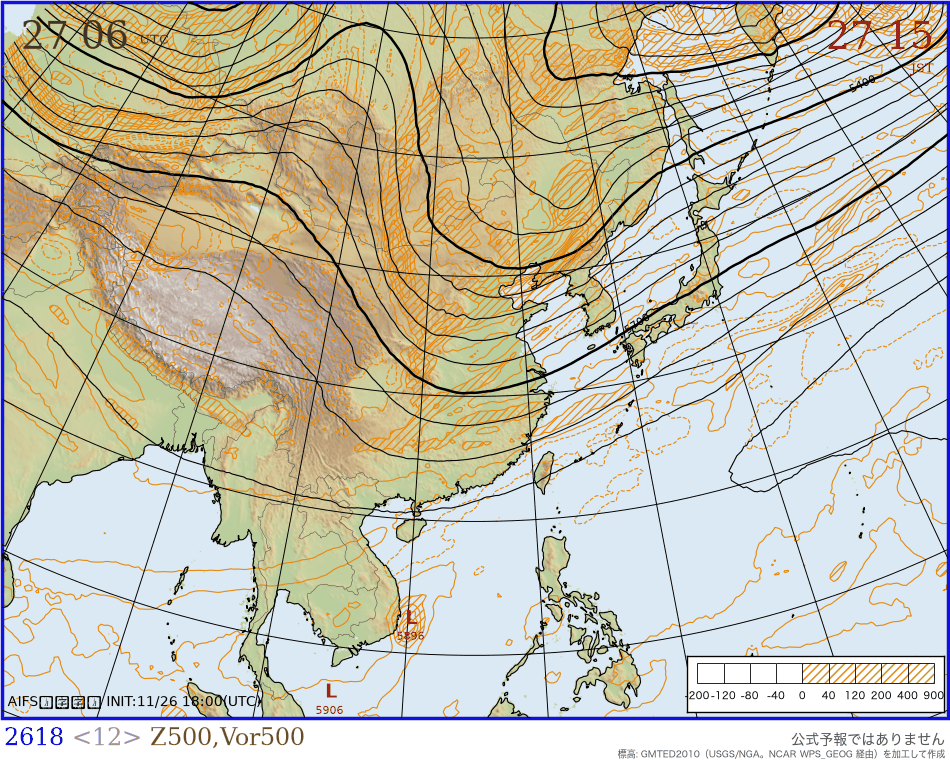 27 06 UTC
27 15
JST
5400
5700
L
5896
L
5906
-200 -120 -80 -40 0 40 120 200 400 900
AIFS INIT:11/26 18:00(UTC)
2618 <12> Z500,Vor500
公式予報ではありません
標高: GMTED2010（USGS/NGA。NCAR WPS_GEOG 経由）を加工して作成